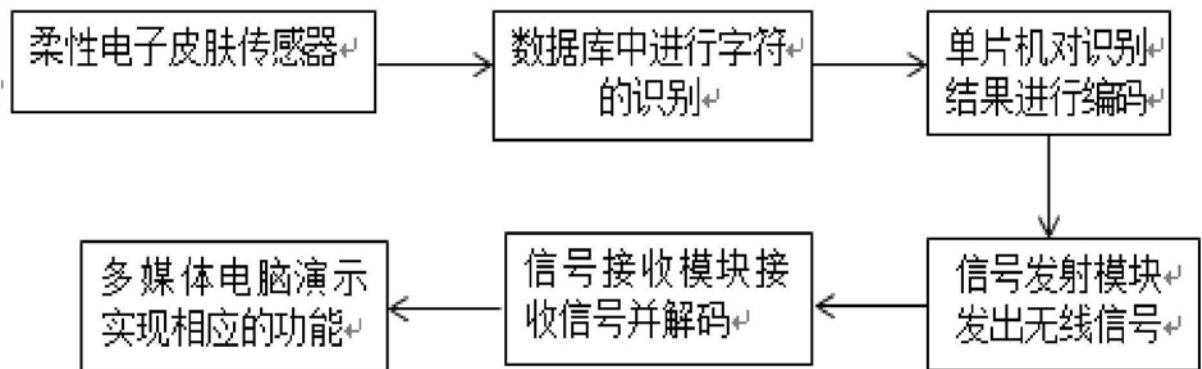 柔性电子皮肤传感器
数据库中进行字符
的识别
单片机对识别
结果进行编码
信号发射模块
发出无线信号
信号接收模块接
收信号并解码
多媒体电脑演示
实现相应的功能